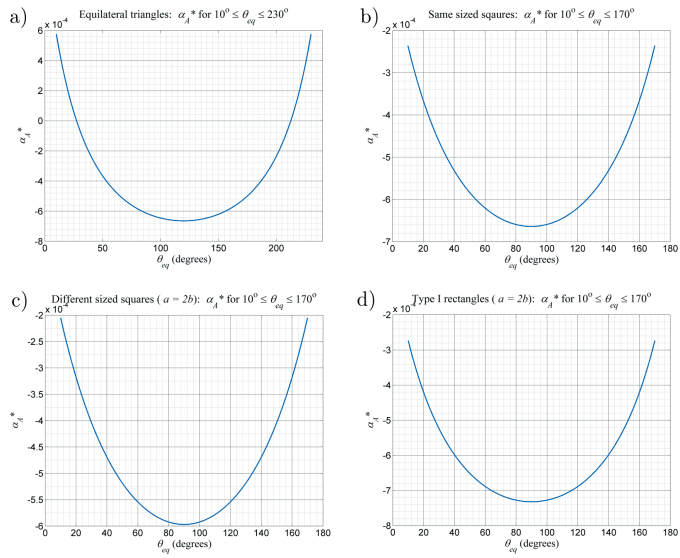 a)
Equilateral triangles: α_A* for 10° ≤ θ_eq ≤ 230°
× 10⁻⁴
6
4
2
0
-2
-4
-6
-8
α_A*
0 50 100 150 200
θ_eq (degrees)
b)
Same sized sqaures: α_A* for 10° ≤ θ_eq ≤ 170°
× 10⁻⁴
-2
-3
-4
-5
-6
-7
α_A*
0 20 40 60 80 100 120 140 160 180
θ_eq (degrees)
c)
Different sized squares ( a = 2b): α_A* for 10° ≤ θ_eq ≤ 170°
× 10⁻⁴
-2
-2.5
-3
-3.5
-4
-4.5
-5
-5.5
-6
α_A*
0 20 40 60 80 100 120 140 160 180
θ_eq (degrees)
d)
Type I rectangles ( a = 2b): α_A* for 10° ≤ θ_eq ≤ 170°
× 10⁻⁴
-2
-3
-4
-5
-6
-7
-8
α_A*
0 20 40 60 80 100 120 140 160 180
θ_eq (degrees)